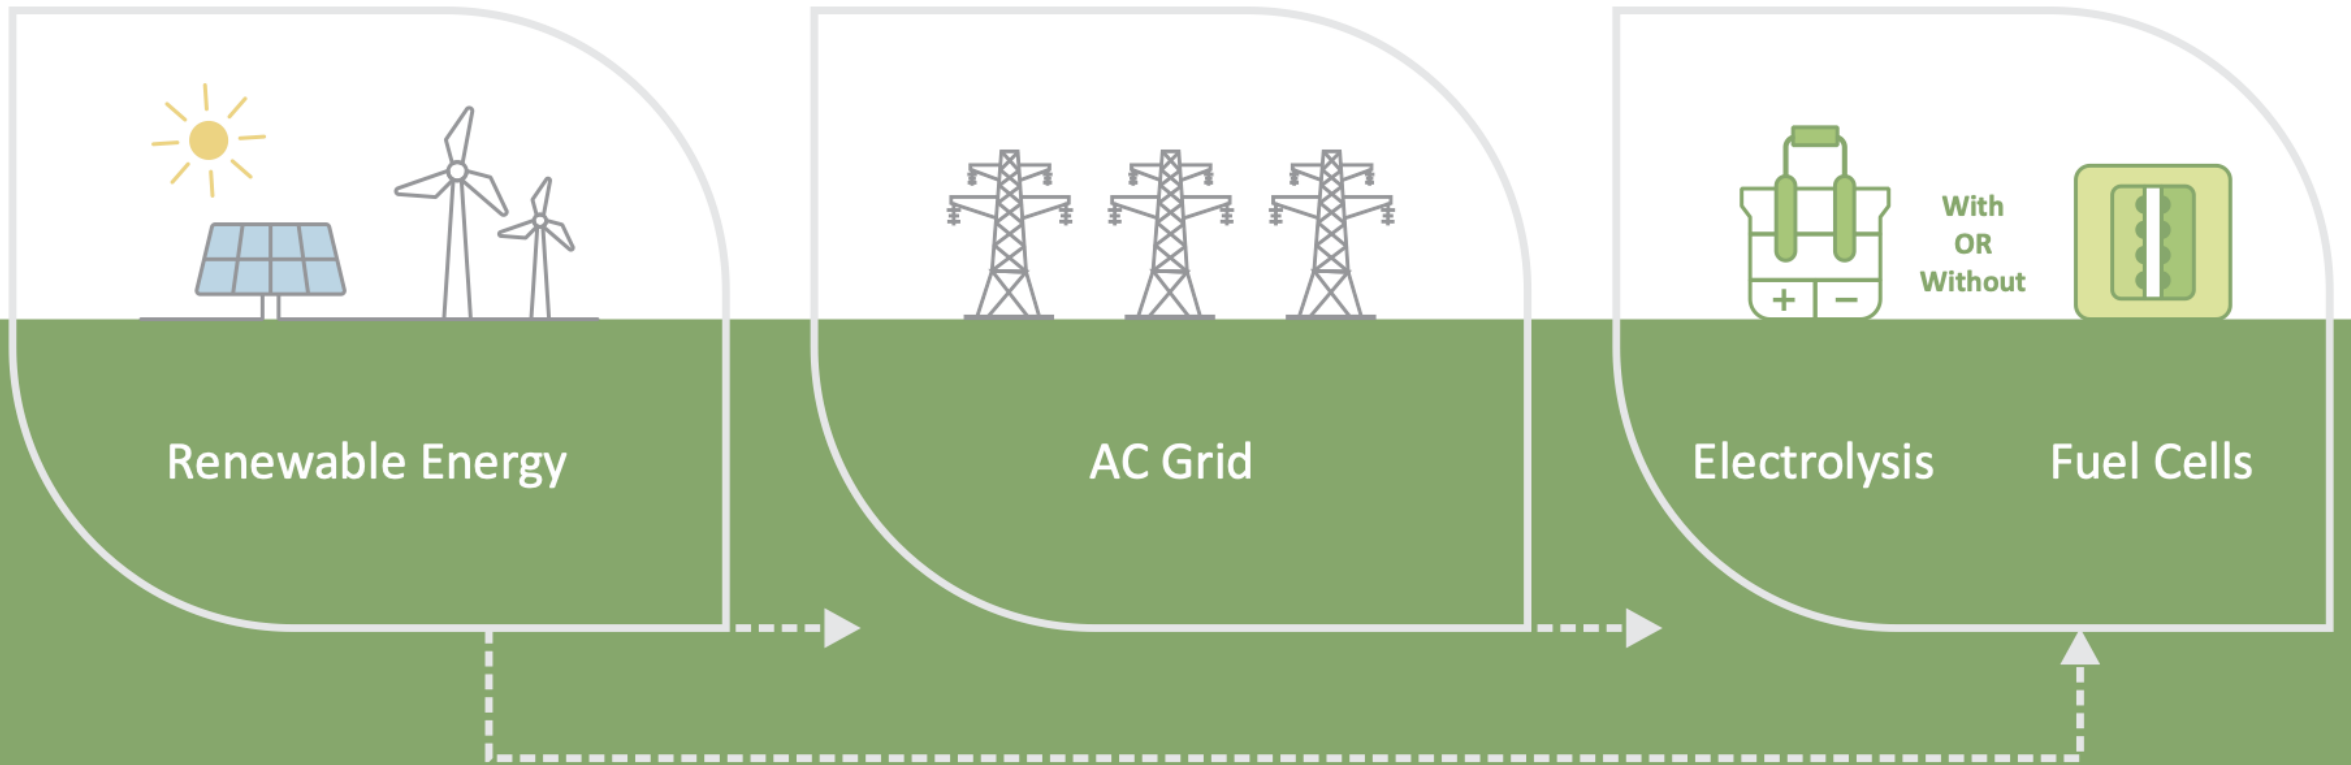 With
OR
Without
Renewable Energy
AC Grid
Electrolysis
Fuel Cells